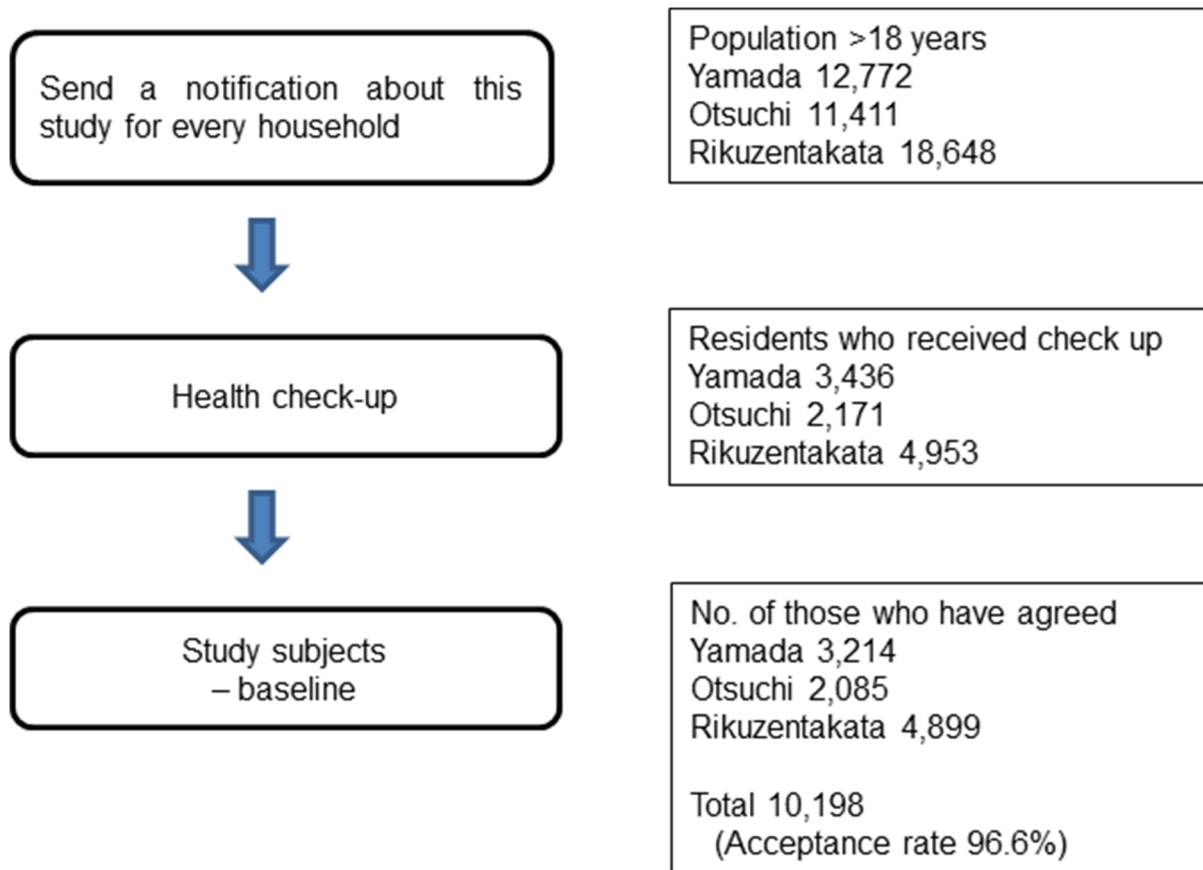 Send a notification about this
study for every household
Population >18 years
Yamada 12,772
Otsuchi 11,411
Rikuzentakata 18,648
Health check-up
Residents who received check up
Yamada 3,436
Otsuchi 2,171
Rikuzentakata 4,953
Study subjects
– baseline
No. of those who have agreed
Yamada 3,214
Otsuchi 2,085
Rikuzentakata 4,899
Total 10,198
(Acceptance rate 96.6%)